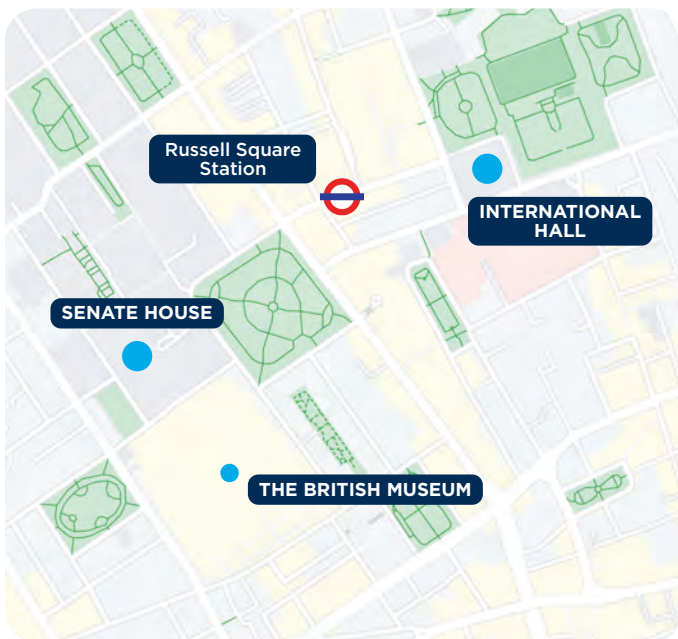 Russell Square
Station
INTERNATIONAL
HALL
SENATE HOUSE
THE BRITISH MUSEUM